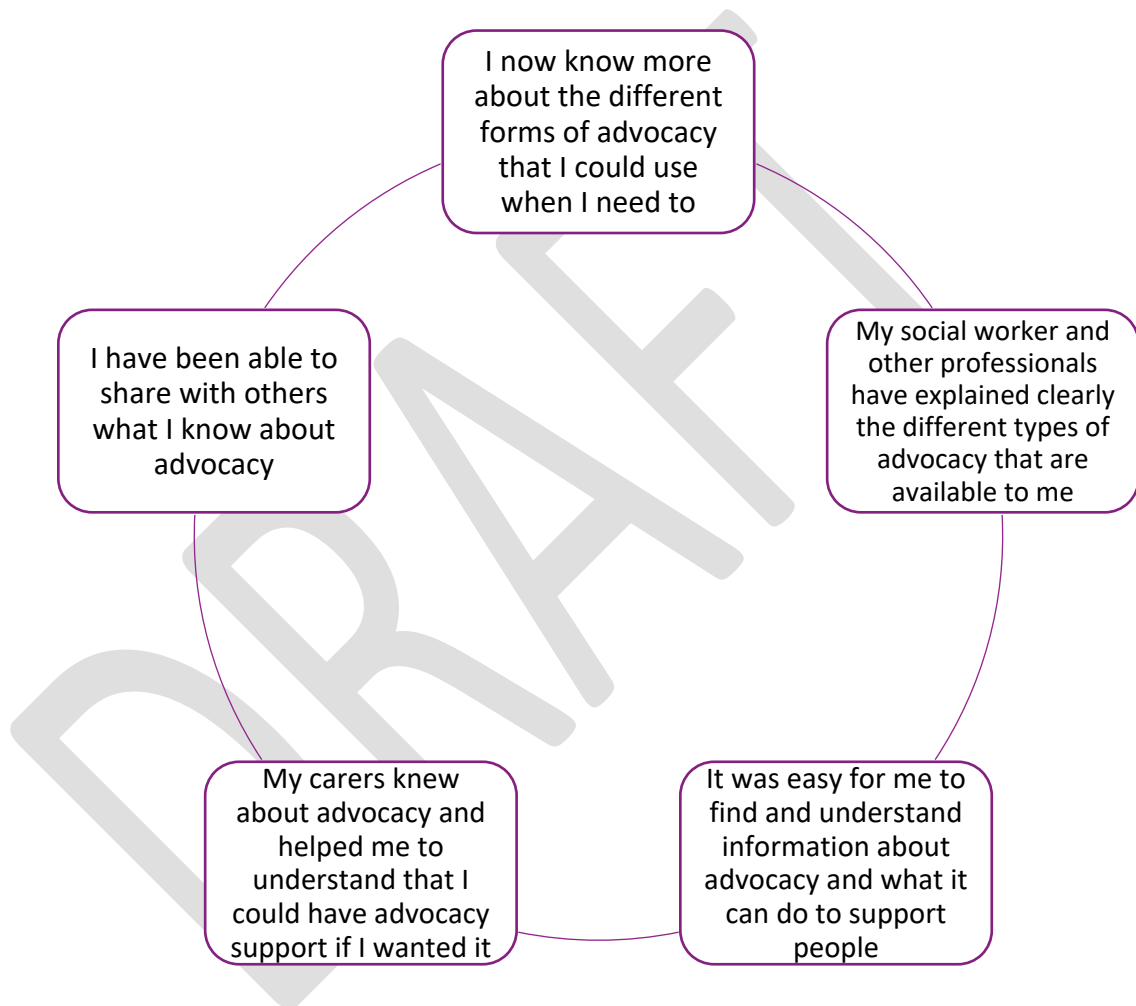 I now know more
about the different
forms of advocacy
that I could use
when I need to
My social worker and
other professionals
have explained clearly
the different types of
advocacy that are
available to me
It was easy for me to
find and understand
information about
advocacy and what it
can do to support
people
My carers knew
about advocacy and
helped me to
understand that I
could have advocacy
support if I wanted it
I have been able to
share with others
what I know about
advocacy
DRAFT